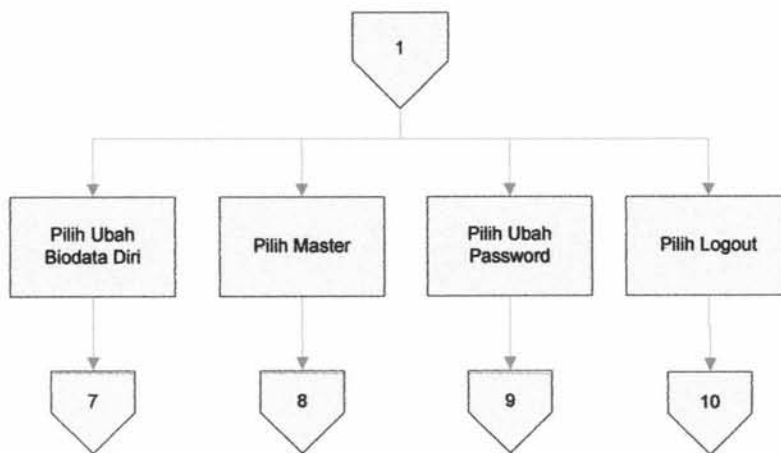 1
Pilih Ubah
Biodata Diri
Pilih Master
Pilih Ubah
Password
Pilih Logout
7
8
9
10